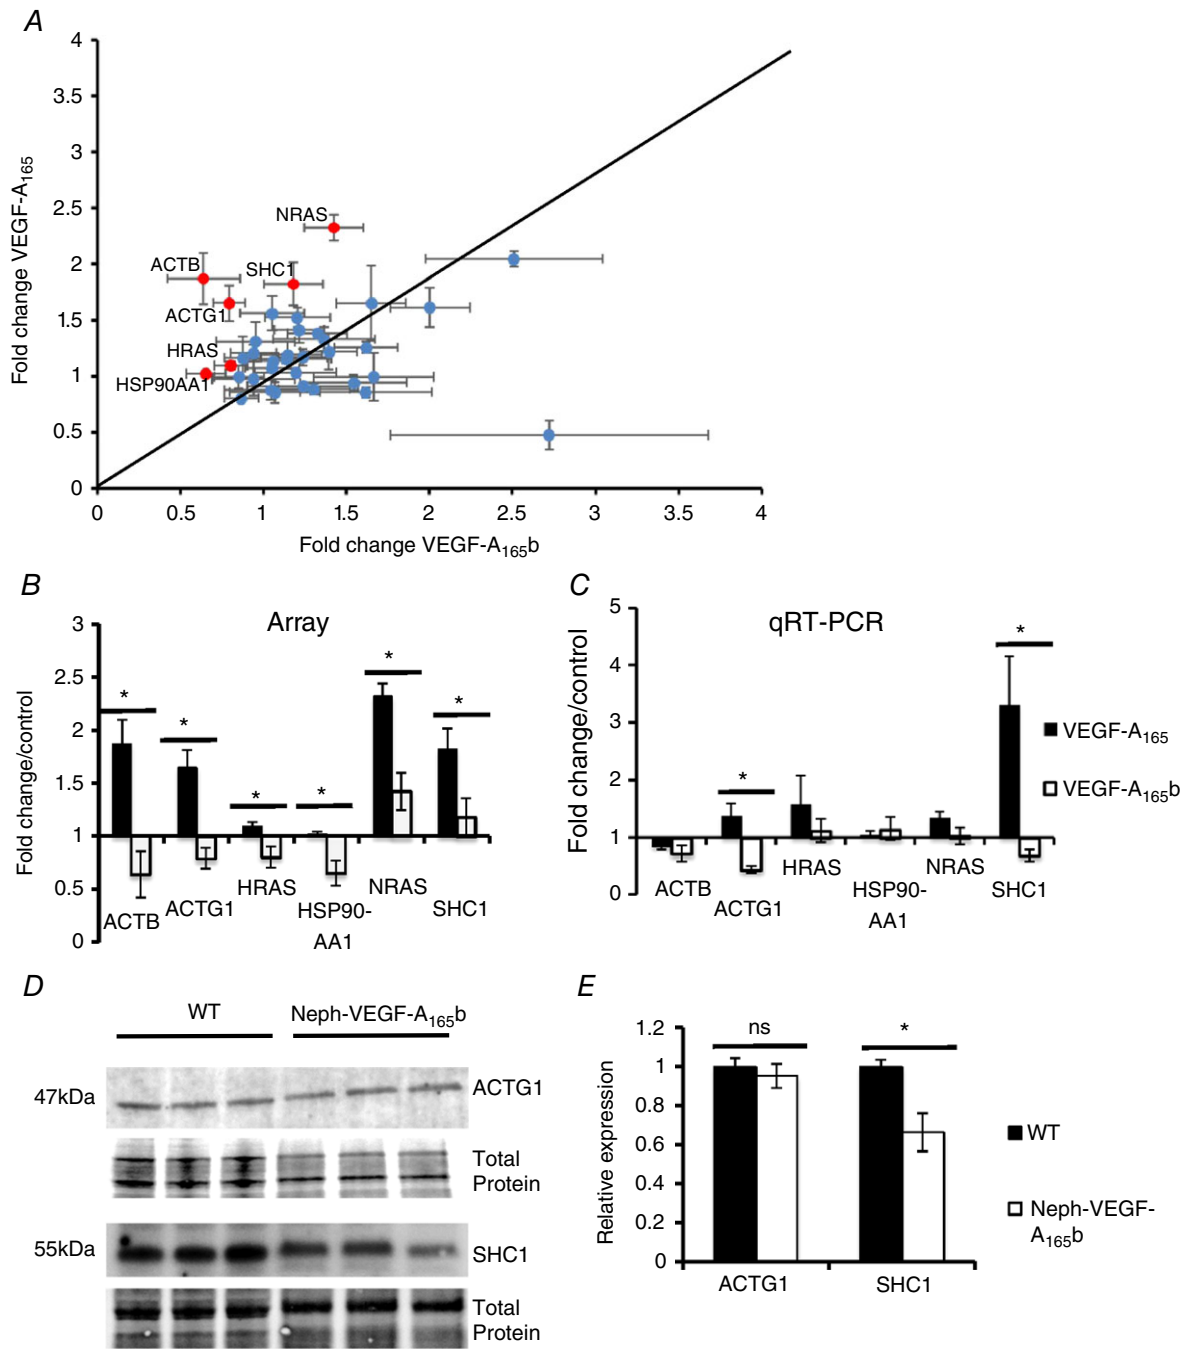 A
4
3.5
3
2.5
2
1.5
1
0.5
0
Fold change VEGF-A165
NRAS
ACTB
SHC1
ACTG1
HRAS
HSP90AA1
0 0.5 1 1.5 2 2.5 3 3.5 4
Fold change VEGF-A165b
B
Array
3
2.5
2
1.5
1
0.5
0
Fold change/control
* * * * * *
HRAS NRAS
ACTB ACTG1 HSP90- SHC1
AA1
C
qRT-PCR
5
4
3
2
1
0
Fold change/control
* *
ACTB HRAS NRAS
ACTG1 HSP90- SHC1
AA1
VEGF-A165
VEGF-A165b
D
WT Neph-VEGF-A165b
47kDa ACTG1
Total
Protein
55kDa SHC1
Total
Protein
E
1.2
1
0.8
0.6
0.4
0.2
0
Relative expression
ns *
ACTG1 SHC1
WT
Neph-VEGF-
A165b